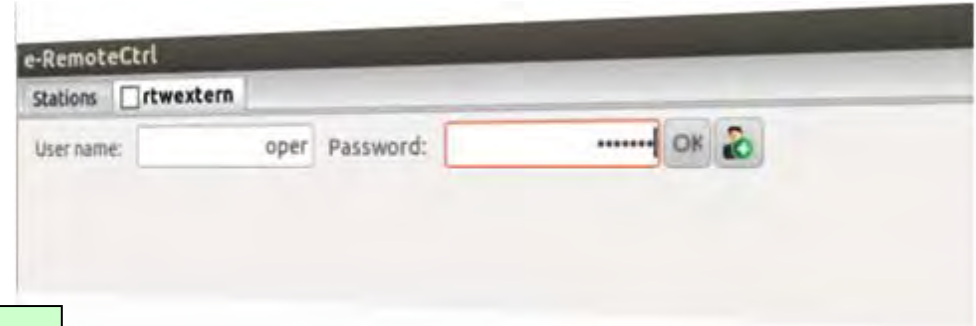 e-RemoteCtrl
Stations rtwextern
User name: oper Password: ••••••• OK